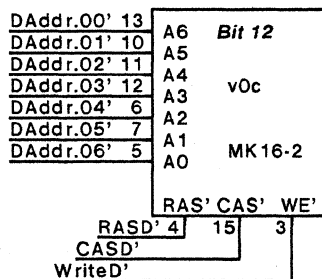 DAddr.00' 13 A6 Bit 12
DAddr.01' 10 A5
DAddr.02' 11 A4 v0c
DAddr.03' 12 A3
DAddr.04' 6 A2
DAddr.05' 7 A1 MK16-2
DAddr.06' 5 A0
RAS' CAS' WE'
RASD' 4 15 3
CASD'
WriteD'